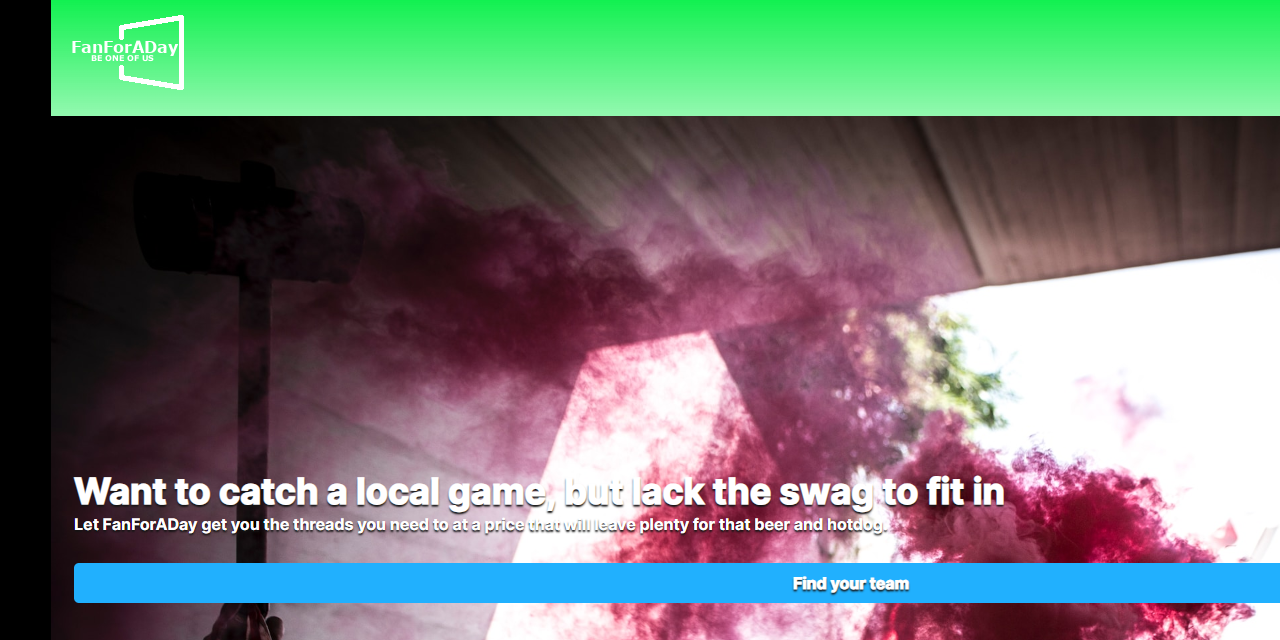 FanForADay
BE ONE OF US
Want to catch a local game, but lack the swag to fit in
Let FanForADay get you the threads you need to at a price that will leave plenty for that beer and hotdog.
Find your team